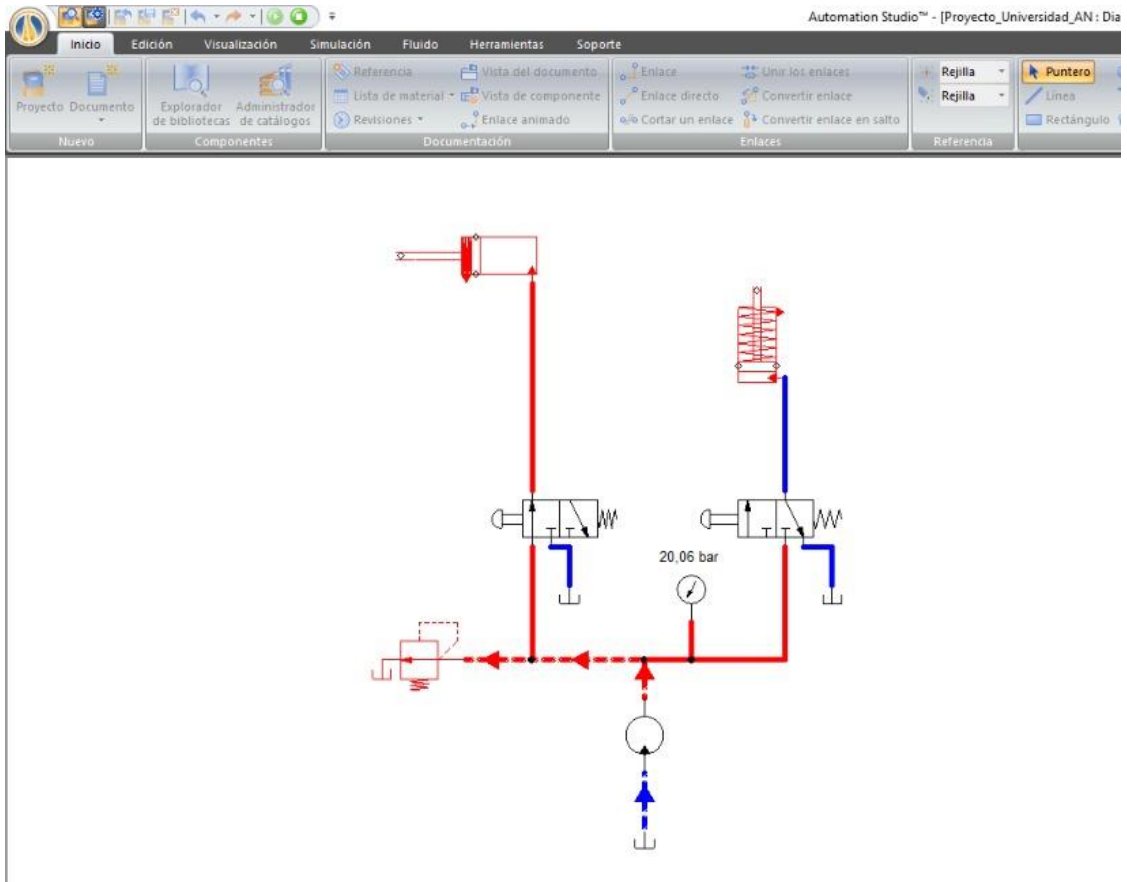 Automation Studio™ - [Proyecto_Universidad_AN : Dia
Inicio Edición Visualización Simulación Fluido Herramientas Soporte
Proyecto Documento
Nuevo
Explorador de bibliotecas
Administrador de catálogos
Componentes
Referencia
Lista de material
Revisiones
Vista del documento
Vista de componente
Enlace animado
Documentación
Enlace
Enlace directo
Cortar un enlace
Unir los enlaces
Convertir enlace
Convertir enlace en salto
Enlaces
Rejilla
Rejilla
Referencia
Puntero
Línea
Rectángulo
20,06 bar